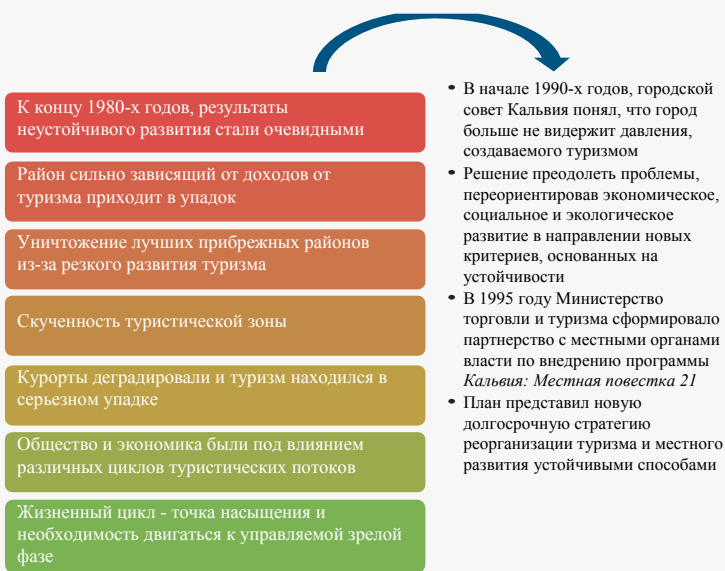 К концу 1980-х годов, результаты
неустойчивого развития стали очевидными
Район сильно зависящий от доходов от
туризма приходит в упадок
Уничтожение лучших прибрежных районов
из-за резкого развития туризма
Скученность туристической зоны
Курорты деградировали и туризм находился в
серьезном упадке
Общество и экономика были под влиянием
различных циклов туристических потоков
Жизненный цикл - точка насыщения и
необходимость двигаться к управляемой зрелой
фазе
• В начале 1990-х годов, городской
совет Кальвия понял, что город
больше не видержит давления,
создаваемого туризмом
• Решение преодолеть проблемы,
переориентировав экономическое,
социальное и экологическое
развитие в направлении новых
критериев, основанных на
устойчивости
• В 1995 году Министерство
торговли и туризма сформировало
партнерство с местными органами
власти по внедрению программы
Кальвия: Местная повестка 21
• План представил новую
долгосрочную стратегию
реорганизации туризма и местного
развития устойчивыми способами